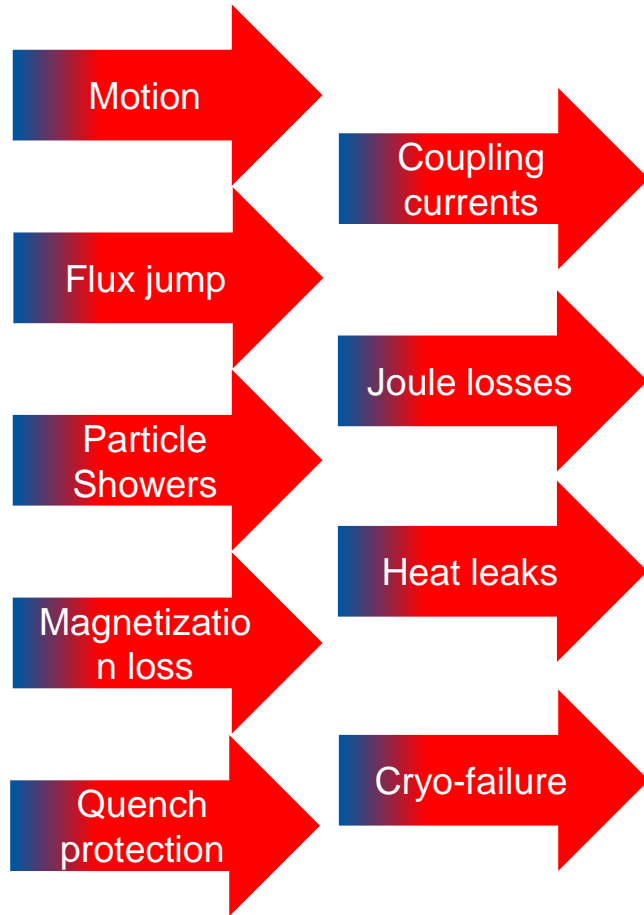 Motion
Flux jump
Particle
Showers
Magnetizatio
n loss
Quench
protection
Coupling
currents
Joule losses
Heat leaks
Cryo-failure